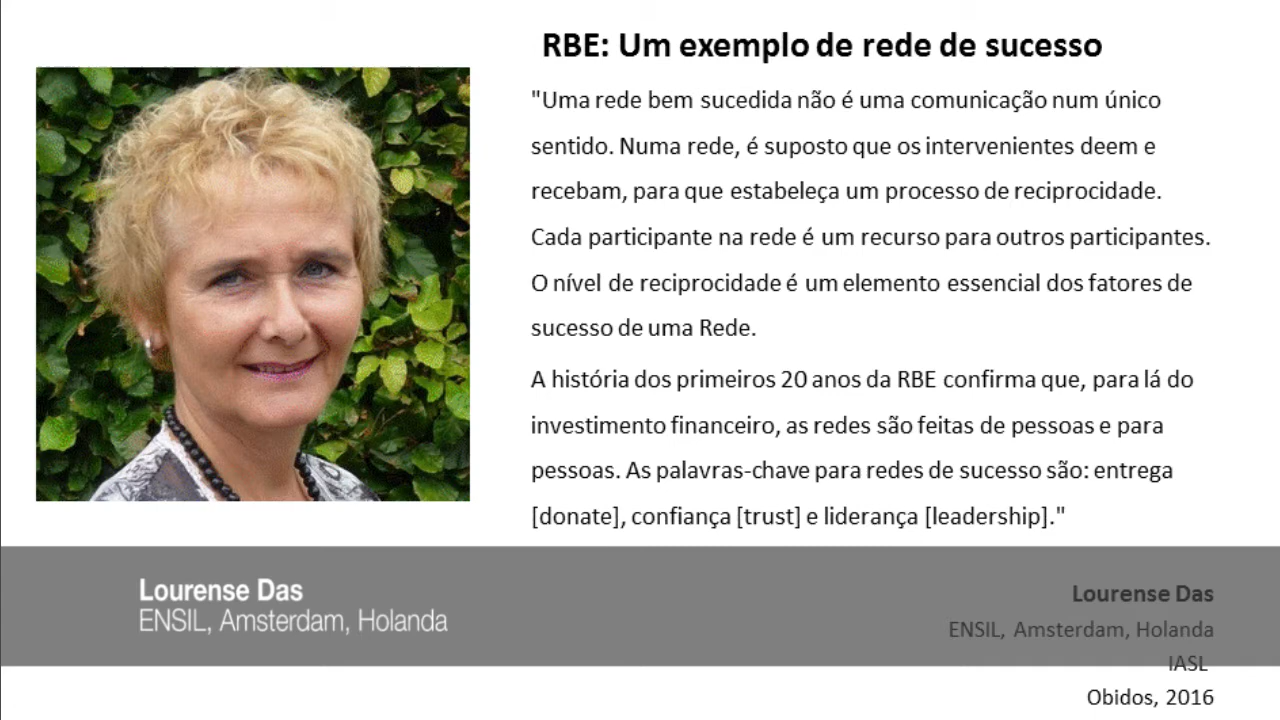 RBE: Um exemplo de rede de sucesso
"Uma rede bem sucedida não é uma comunicação num único
sentido. Numa rede, é suposto que os intervenientes deem e
recebam, para que estabeleça um processo de reciprocidade.
Cada participante na rede é um recurso para outros participantes.
O nível de reciprocidade é um elemento essencial dos fatores de
sucesso de uma Rede.
A história dos primeiros 20 anos da RBE confirma que, para lá do
investimento financeiro, as redes são feitas de pessoas e para
pessoas. As palavras-chave para redes de sucesso são: entrega
[donate], confiança [trust] e liderança [leadership]."
Lourense Das
ENSIL, Amsterdam, Holanda
Lourense Das
ENSIL, Amsterdam, Holanda
IASL
Obidos, 2016